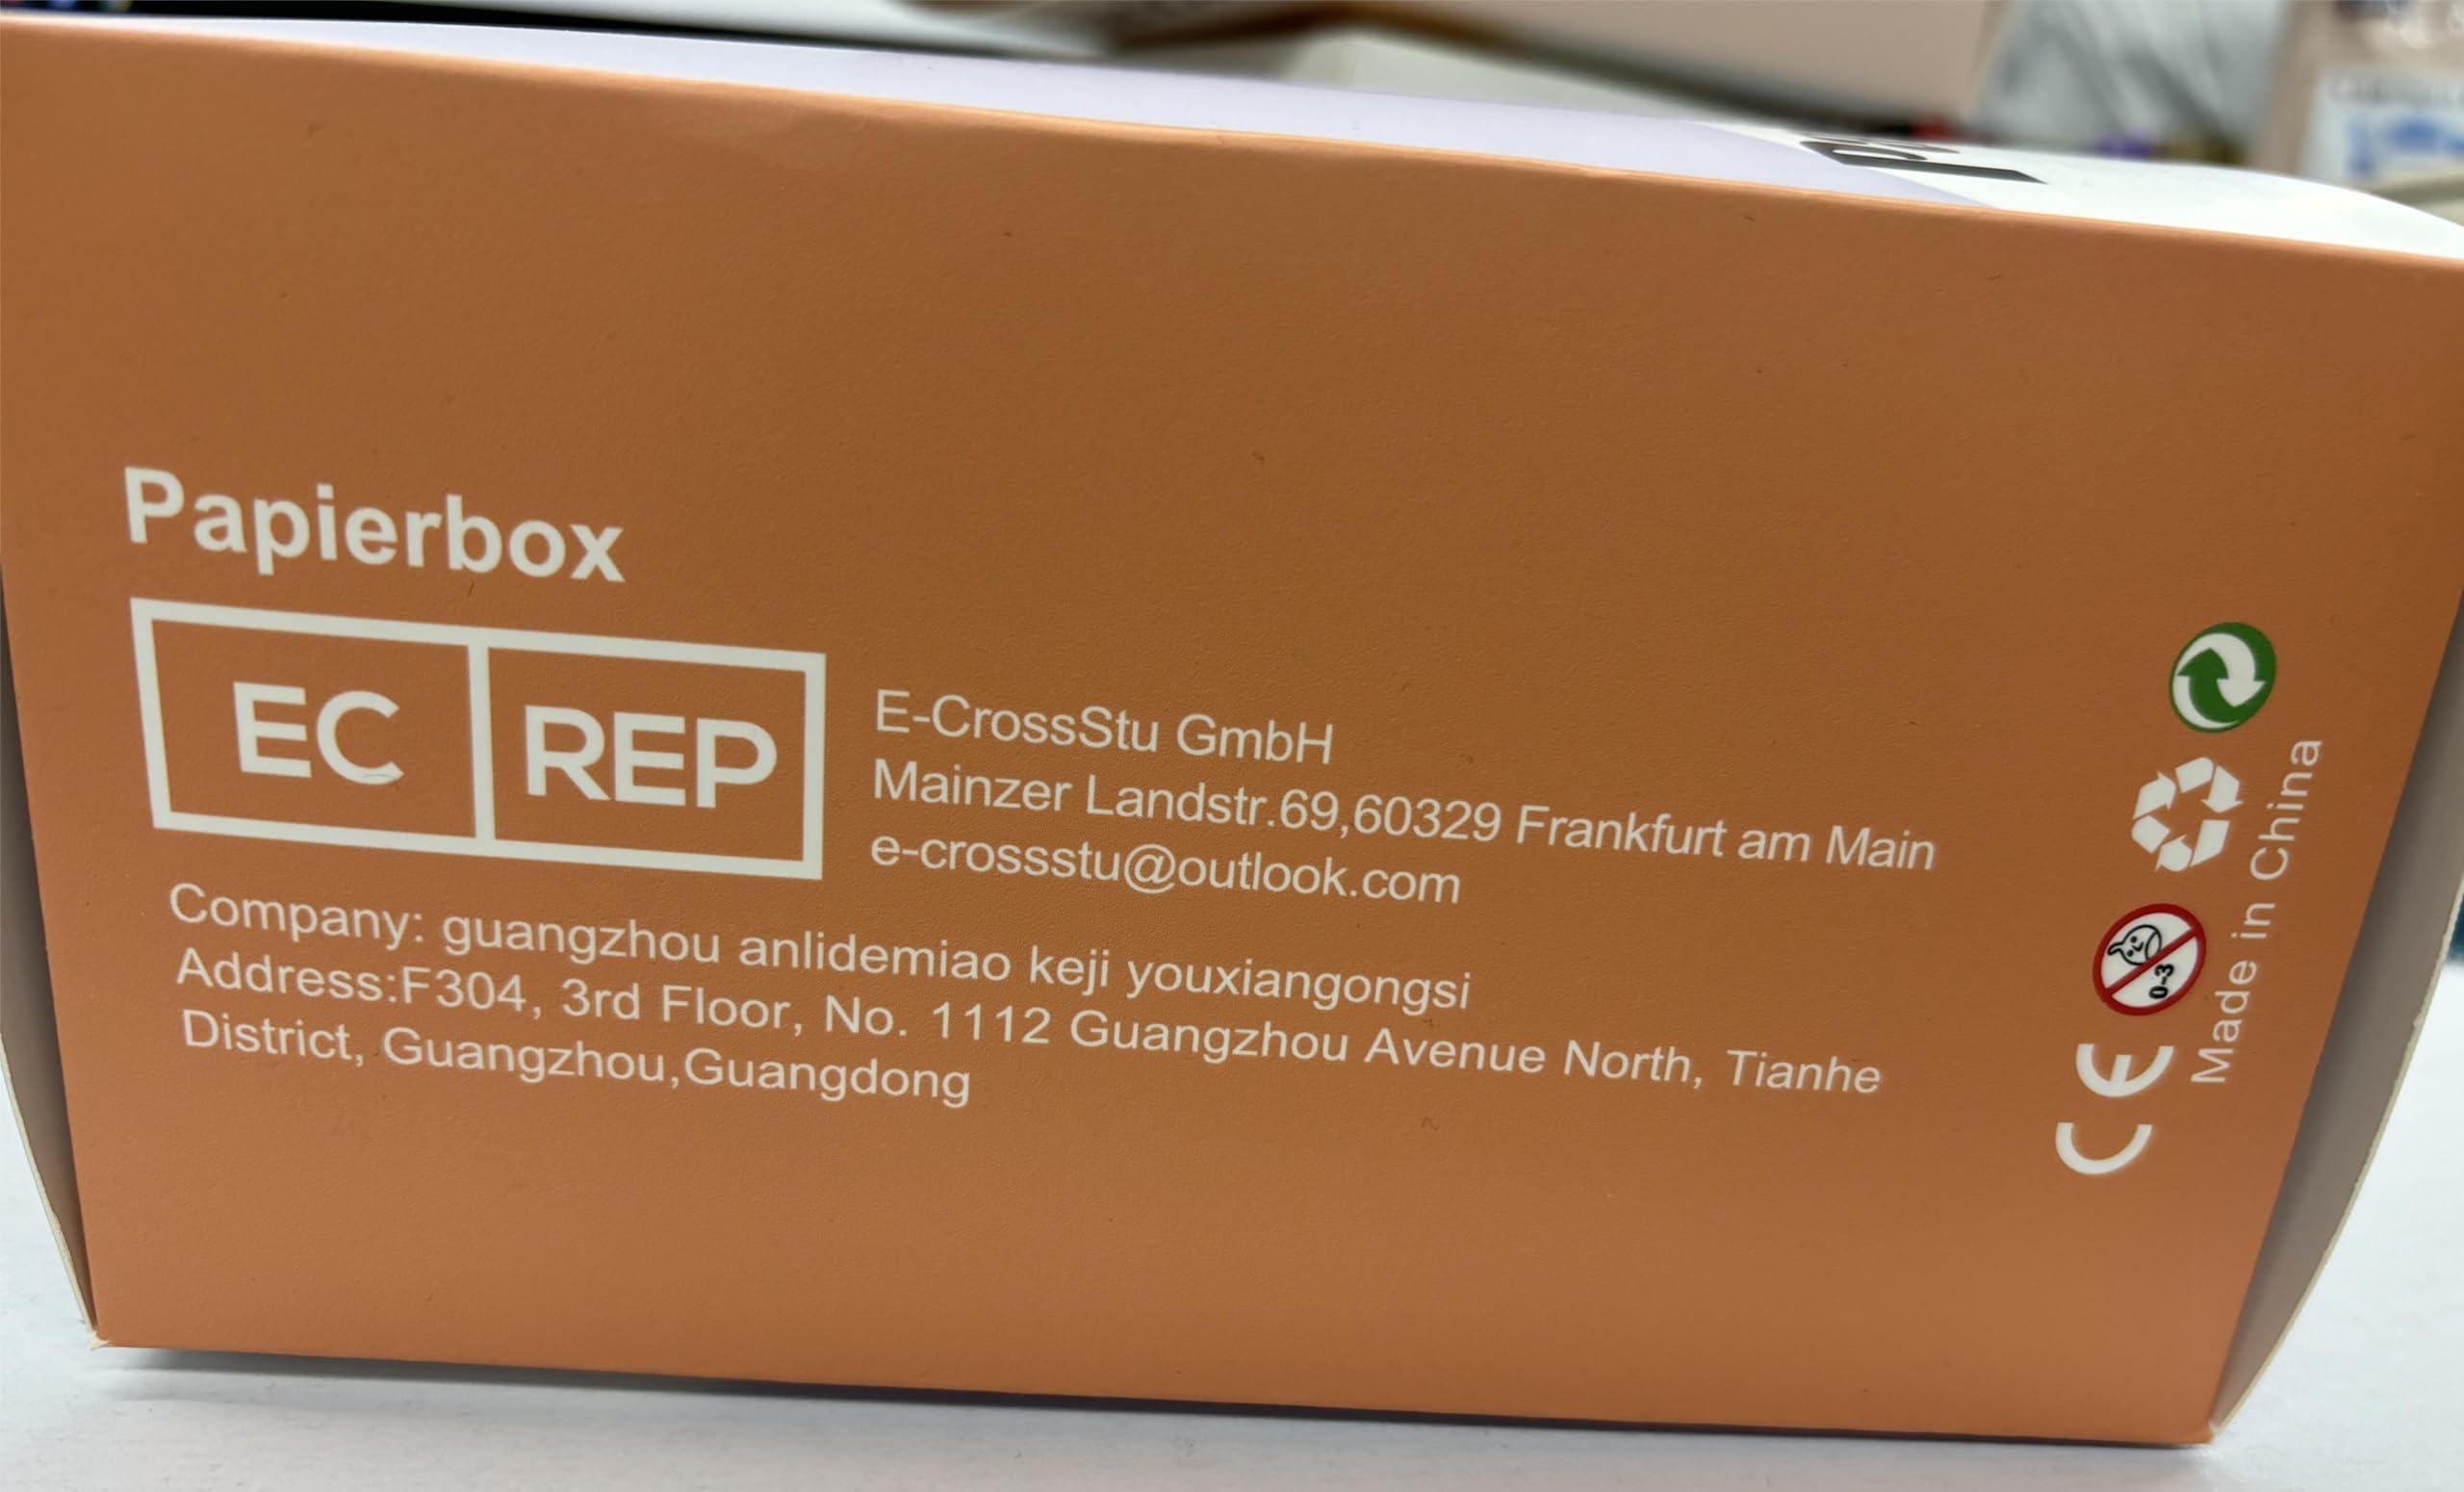 Papierbox
EC REP
E-CrossStu GmbH
Mainzer Landstr.69,60329 Frankfurt am Main
e-crossstu@outlook.com
Company: guangzhou anlidemiao keji youxiangongsi
Address:F304, 3rd Floor, No. 1112 Guangzhou Avenue North, Tianhe
District, Guangzhou,Guangdong
0-3
CE
Made in China